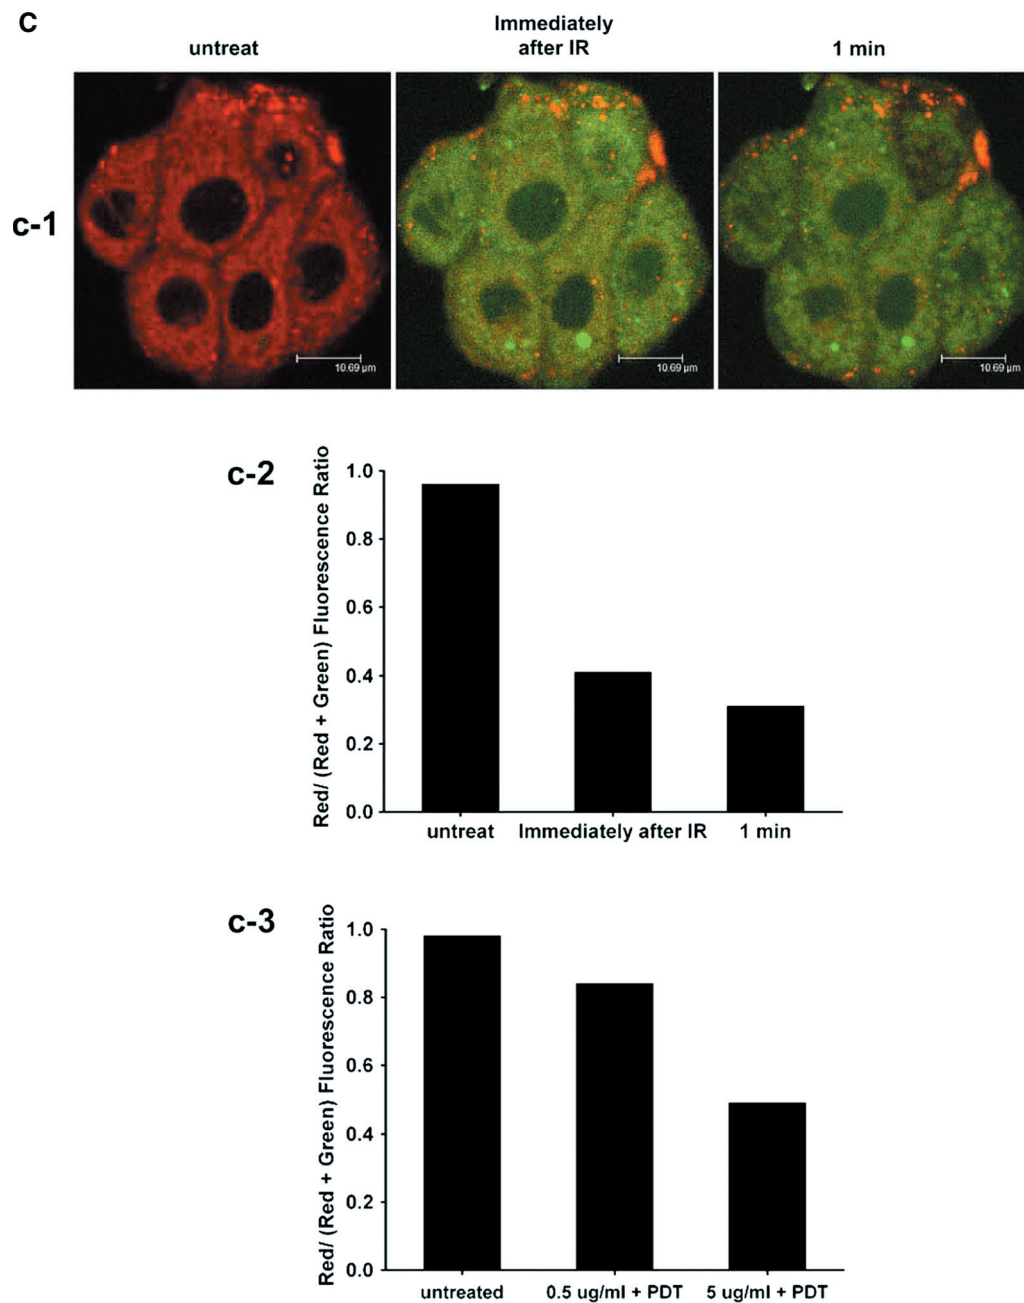 C
untreat
Immediately
after IR
1 min
c-1
10.69 µm
10.69 µm
10.69 µm
c-2
Red/ (Red + Green) Fluorescence Ratio
1.0
0.8
0.6
0.4
0.2
0.0
untreat
Immediately after IR
1 min
c-3
Red/ (Red + Green) Fluorescence Ratio
1.0
0.8
0.6
0.4
0.2
0.0
untreated
0.5 ug/ml + PDT
5 ug/ml + PDT